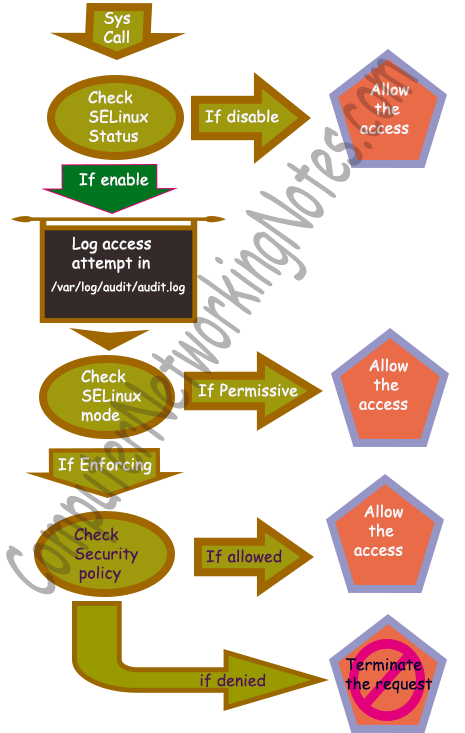 Sys
Call
Check
SELinux
Status
If disable
Allow
the
access
If enable
Log access
attempt in
/var/log/audit/audit.log
Check
SELinux
mode
If Permissive
Allow
the
access
If Enforcing
Check
Security
policy
If allowed
Allow
the
access
if denied
Terminate
the request
ComputerNetworkingNotes.com